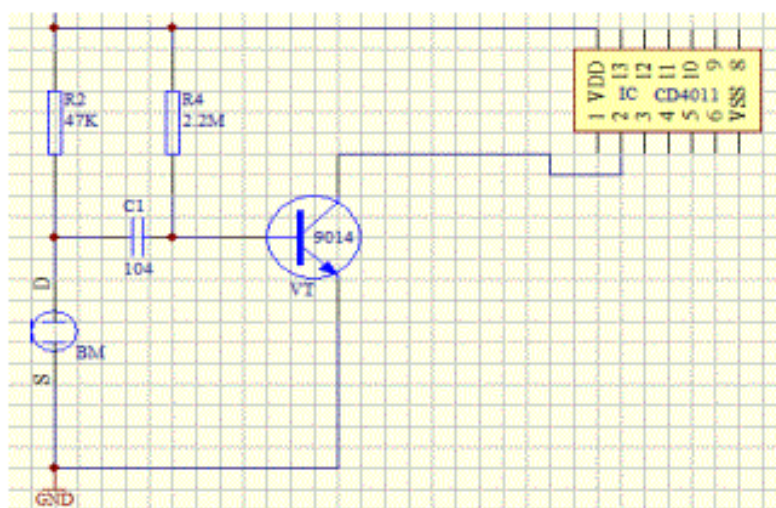 R2
47K
R4
2.2M
C1
104
9014
VT
D
BM
S
GND
VDD 13 12 11 10 9 8
IC CD4011
1 2 3 4 5 6 VSS